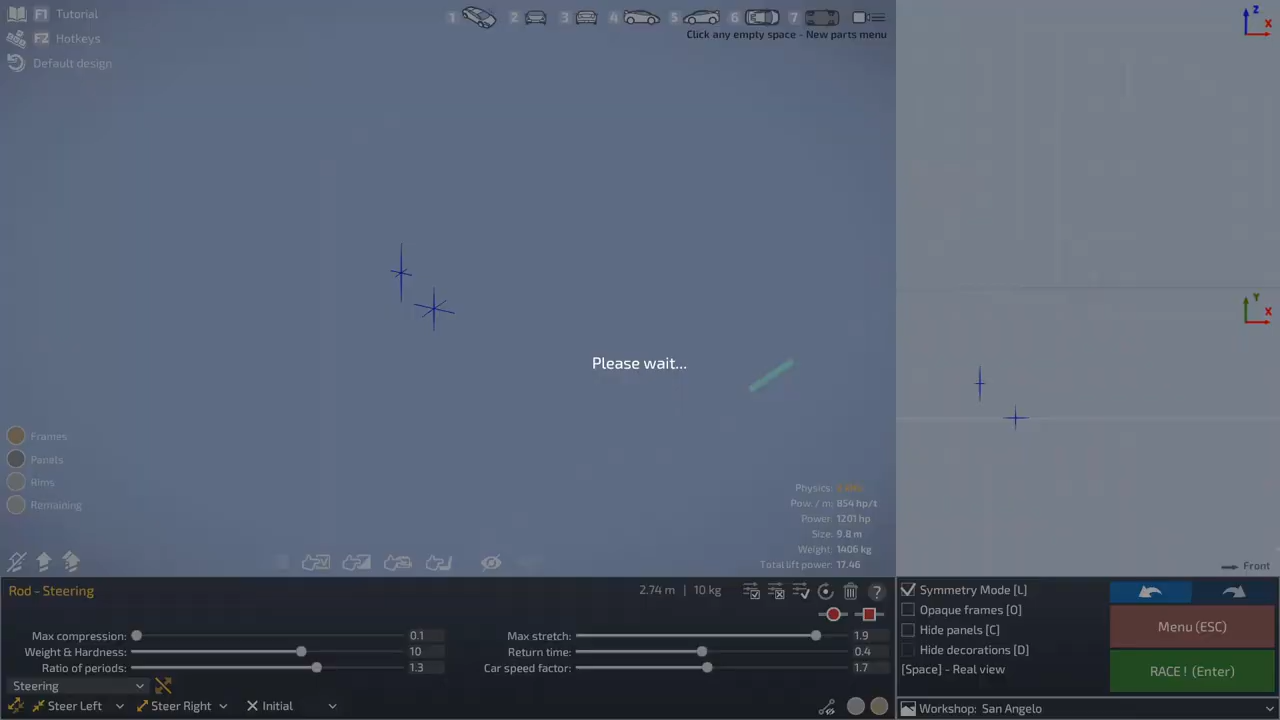 F1 Tutorial
F2 Hotkeys
Default design
1 2 3 4 5 6 7
Click any empty space - New parts menu
Z
X
Y
X
Please wait...
Frames
Panels
Rims
Remaining
Physics:
Pow. / m: 854 hp/t
Power: 1201 hp
Size: 9.8 m
Weight: 1406 kg
Total lift power: 17.46
Front
Rod - Steering
2.74 m | 10 kg
?
Max compression: 0.1
Weight & Hardness: 10
Ratio of periods: 1.3
Max stretch: 1.9
Return time: 0.4
Car speed factor: 1.7
Steering
Steer Left
Steer Right
Initial
Symmetry Mode [L]
Opaque frames [O]
Hide panels [C]
Hide decorations [D]
[Space] - Real view
Menu (ESC)
RACE ! (Enter)
Workshop: San Angelo